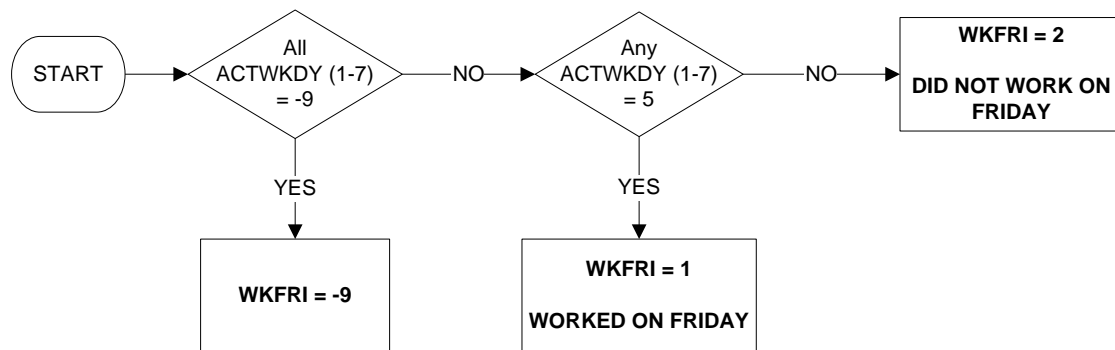 START
All
ACTWKDY (1-7)
= -9
NO
Any
ACTWKDY (1-7)
= 5
NO
WKFRI = 2
DID NOT WORK ON
FRIDAY
YES
YES
WKFRI = -9
WKFRI = 1
WORKED ON FRIDAY